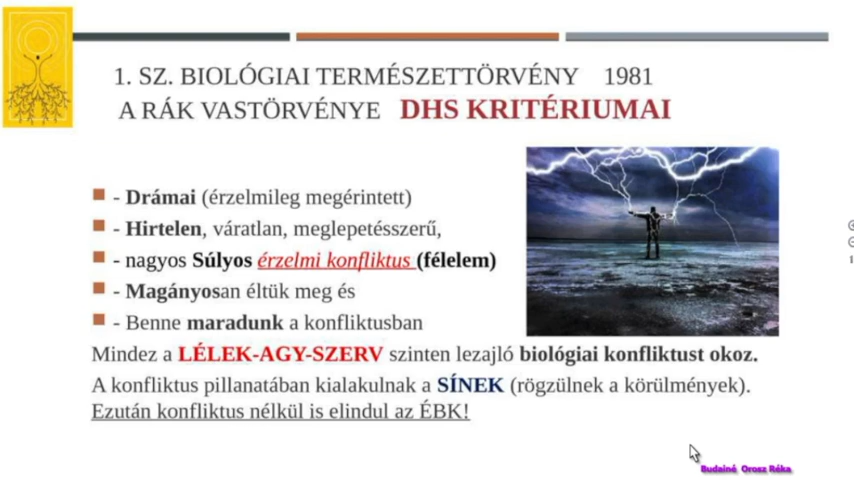 1. SZ. BIOLÓGIAI TERMÉSZETTÖRVÉNY 1981
A RÁK VASTÖRVÉNYE DHS KRITÉRIUMAI
- Drámai (érzelmileg megérintett)
- Hirtelen, váratlan, meglepetésszerű,
- nagyos Súlyos érzelmi konfliktus (félelem)
- Magányosan éltük meg és
- Benne maradunk a konfliktusban
Mindez a LÉLEK-AGY-SZERV szinten lezajló biológiai konfliktust okoz.
A konfliktus pillanatában kialakulnak a SÍNEK (rögzülnek a körülmények).
Ezután konfliktus nélkül is elindul az ÉBK!
Budainé Orosz Réka